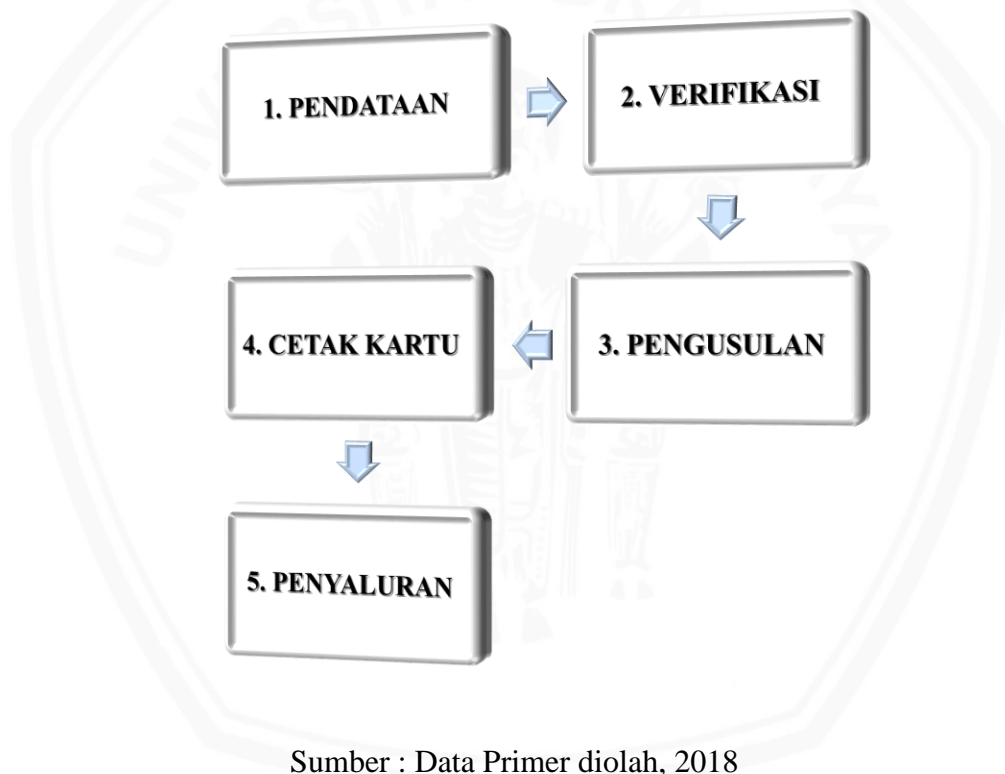 1. PENDATAAN
2. VERIFIKASI
3. PENGUSULAN
4. CETAK KARTU
5. PENYALURAN
Sumber : Data Primer diolah, 2018